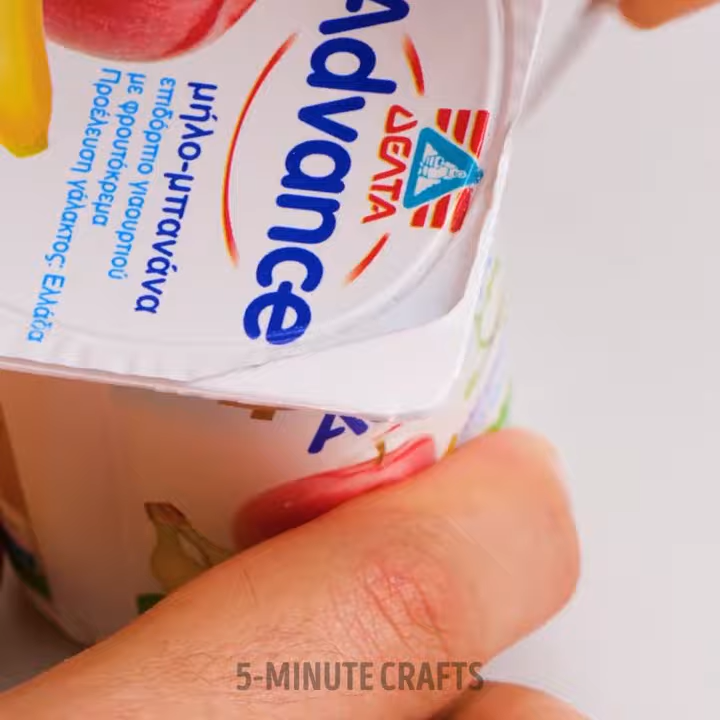 ΔΕΛΤΑ
Advance
μήλο-μπανάνα
επιδόρπιο γιαουρτιού
με φρουτόκρεμα
Προέλευση γάλακτος: Ελλάδα
5-MINUTE CRAFTS